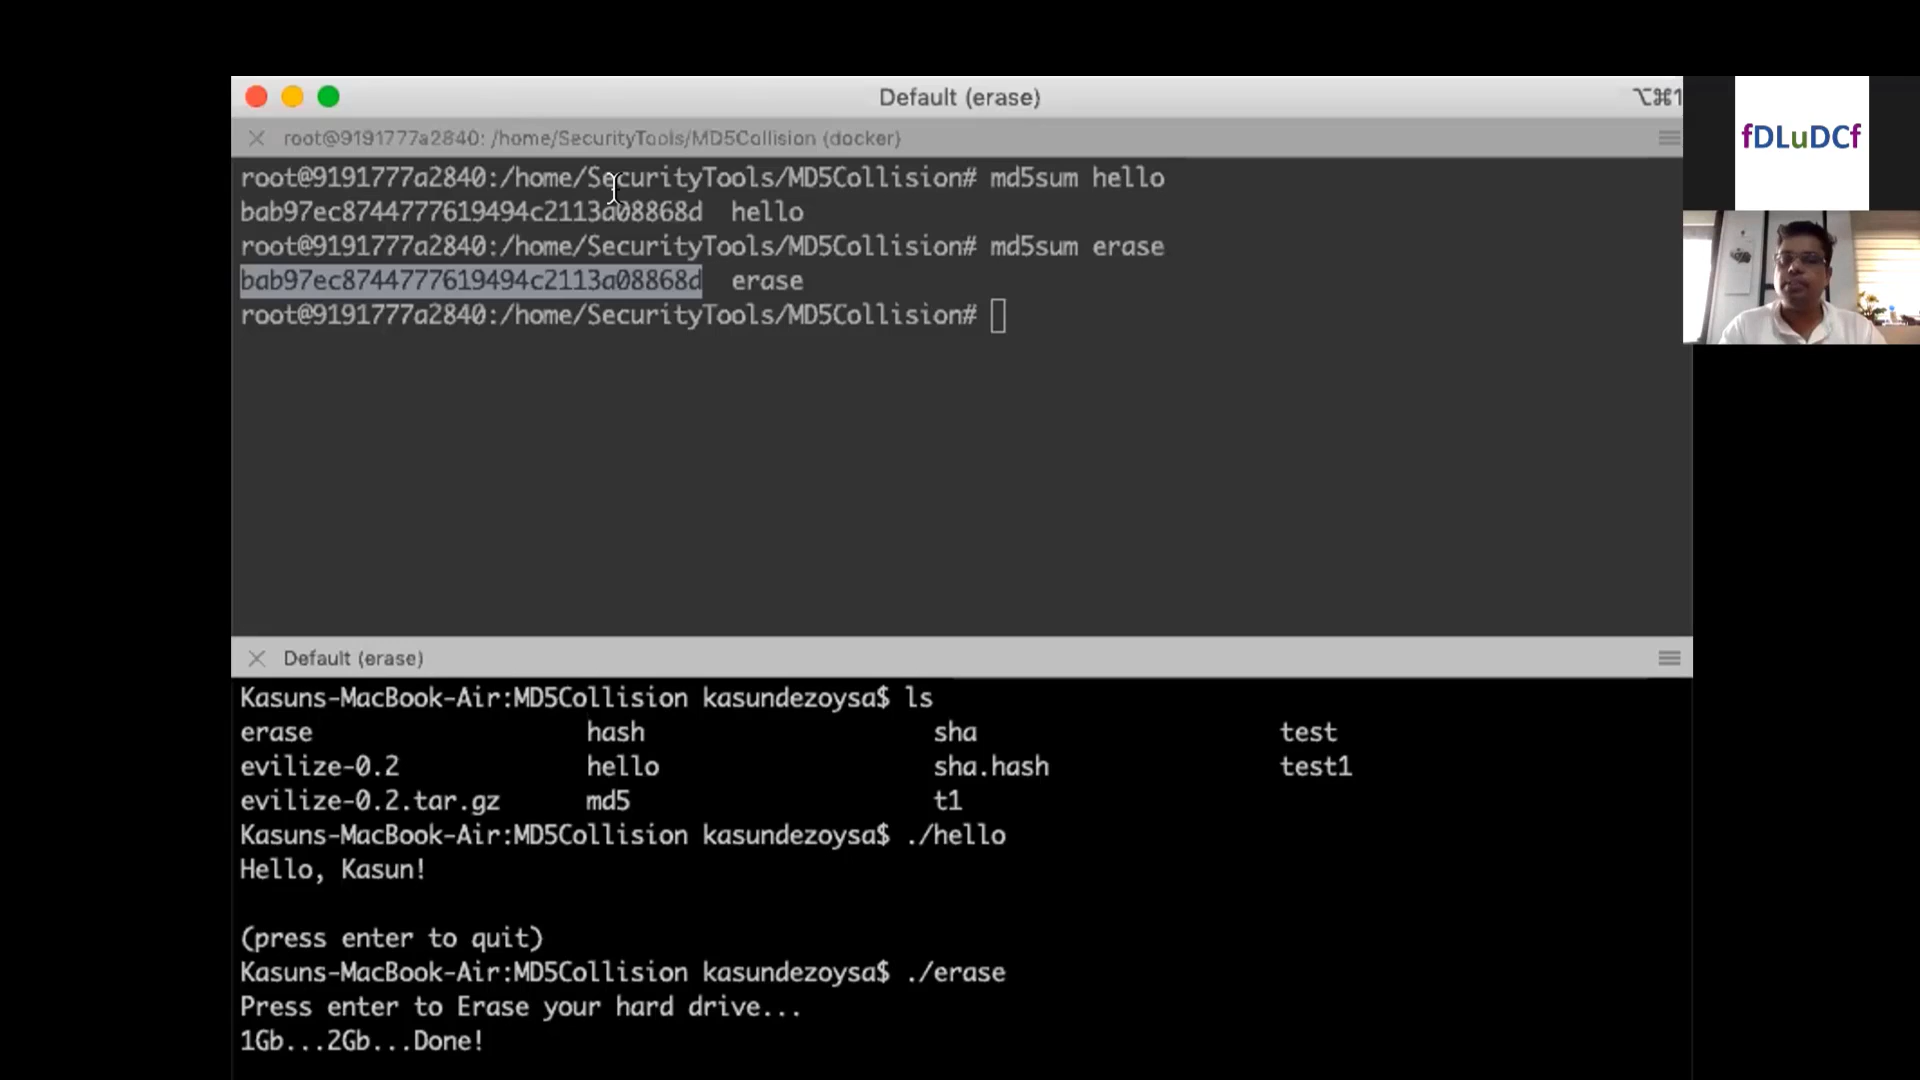 Default (erase)
⌥⌘1
root@9191777a2840: /home/SecurityTools/MD5Collision (docker)
fDLuDCf
root@9191777a2840:/home/SecurityTools/MD5Collision# md5sum hello
bab97ec8744777619494c2113a08868d  hello
root@9191777a2840:/home/SecurityTools/MD5Collision# md5sum erase
bab97ec8744777619494c2113a08868d  erase
root@9191777a2840:/home/SecurityTools/MD5Collision#
Default (erase)
Kasuns-MacBook-Air:MD5Collision kasundezoysa$ ls
erase hash sha test
evilize-0.2 hello sha.hash test1
evilize-0.2.tar.gz md5 t1
Kasuns-MacBook-Air:MD5Collision kasundezoysa$ ./hello
Hello, Kasun!
(press enter to quit)
Kasuns-MacBook-Air:MD5Collision kasundezoysa$ ./erase
Press enter to Erase your hard drive...
1Gb...2Gb...Done!